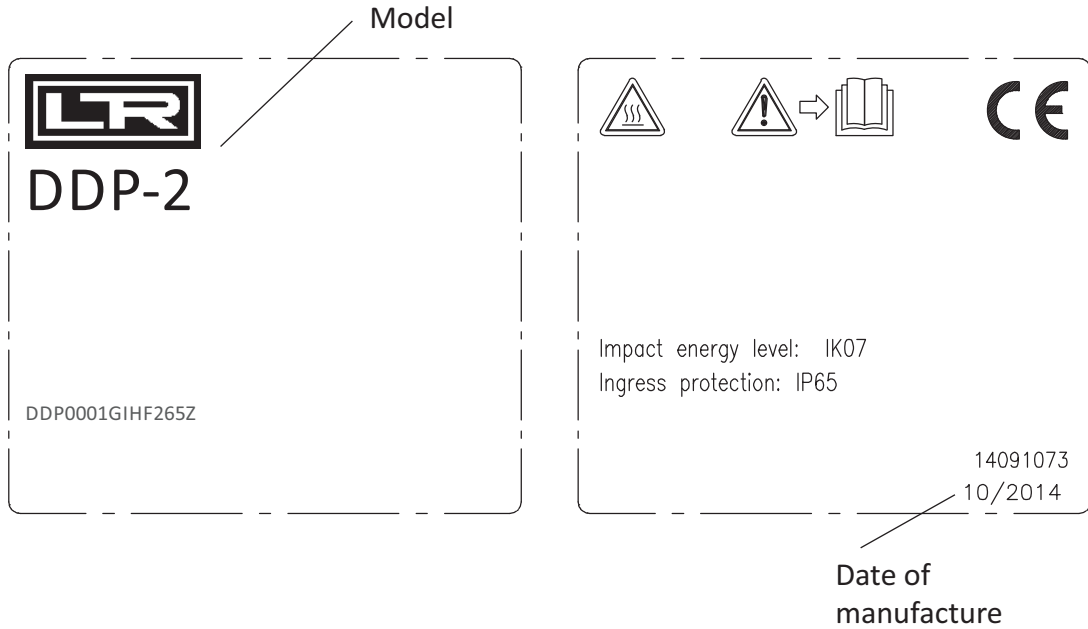 Model
LTR
DDP-2
DDP0001GIHF265Z
CE
Impact energy level: IK07
Ingress protection: IP65
14091073
10/2014
Date of
manufacture